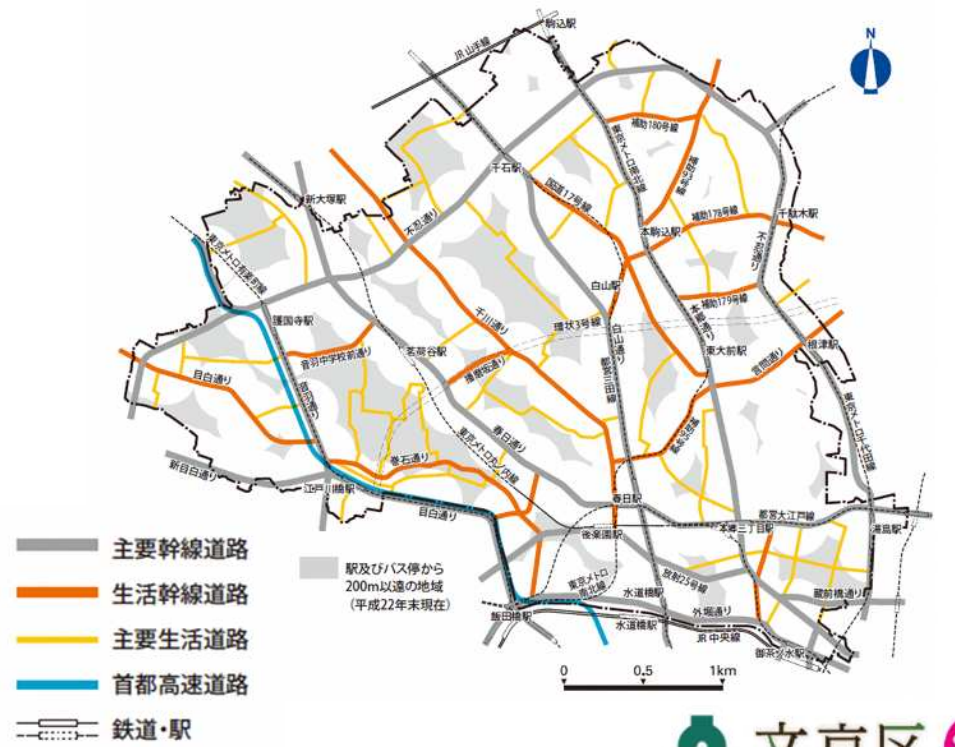 駒込駅
JR 山手線
N
補助180号線
東京メトロ南北線
千石駅
国道17号線
新大塚駅
不忍通り
補助178号線
千駄木駅
本駒込駅
不忍通り
東京メトロ有楽町線
白山駅
護国寺駅
千川通り
環状3号線
白山通り
補助179号線
本郷通り
音羽中学校前通り
茗荷谷駅
東大前駅
根津駅
播磨坂通り
言問通り
目白通り
音羽通り
春日通り
東京メトロ千代田線
東京メトロ丸ノ内線
巻石通り
新目白通り
江戸川橋駅
目白通り
春日駅
都営大江戸線
本郷三丁目駅
湯島駅
後楽園駅
駅及びバス停から
200m以遠の地域
(平成22年末現在)
東京メトロ
南北線
放射25号線
水道橋駅
蔵前橋通り
外堀通り
飯田橋駅
水道橋駅
JR 中央線
御茶ノ水駅
0 0.5 1km
主要幹線道路
生活幹線道路
主要生活道路
首都高速道路
鉄道・駅
文京区